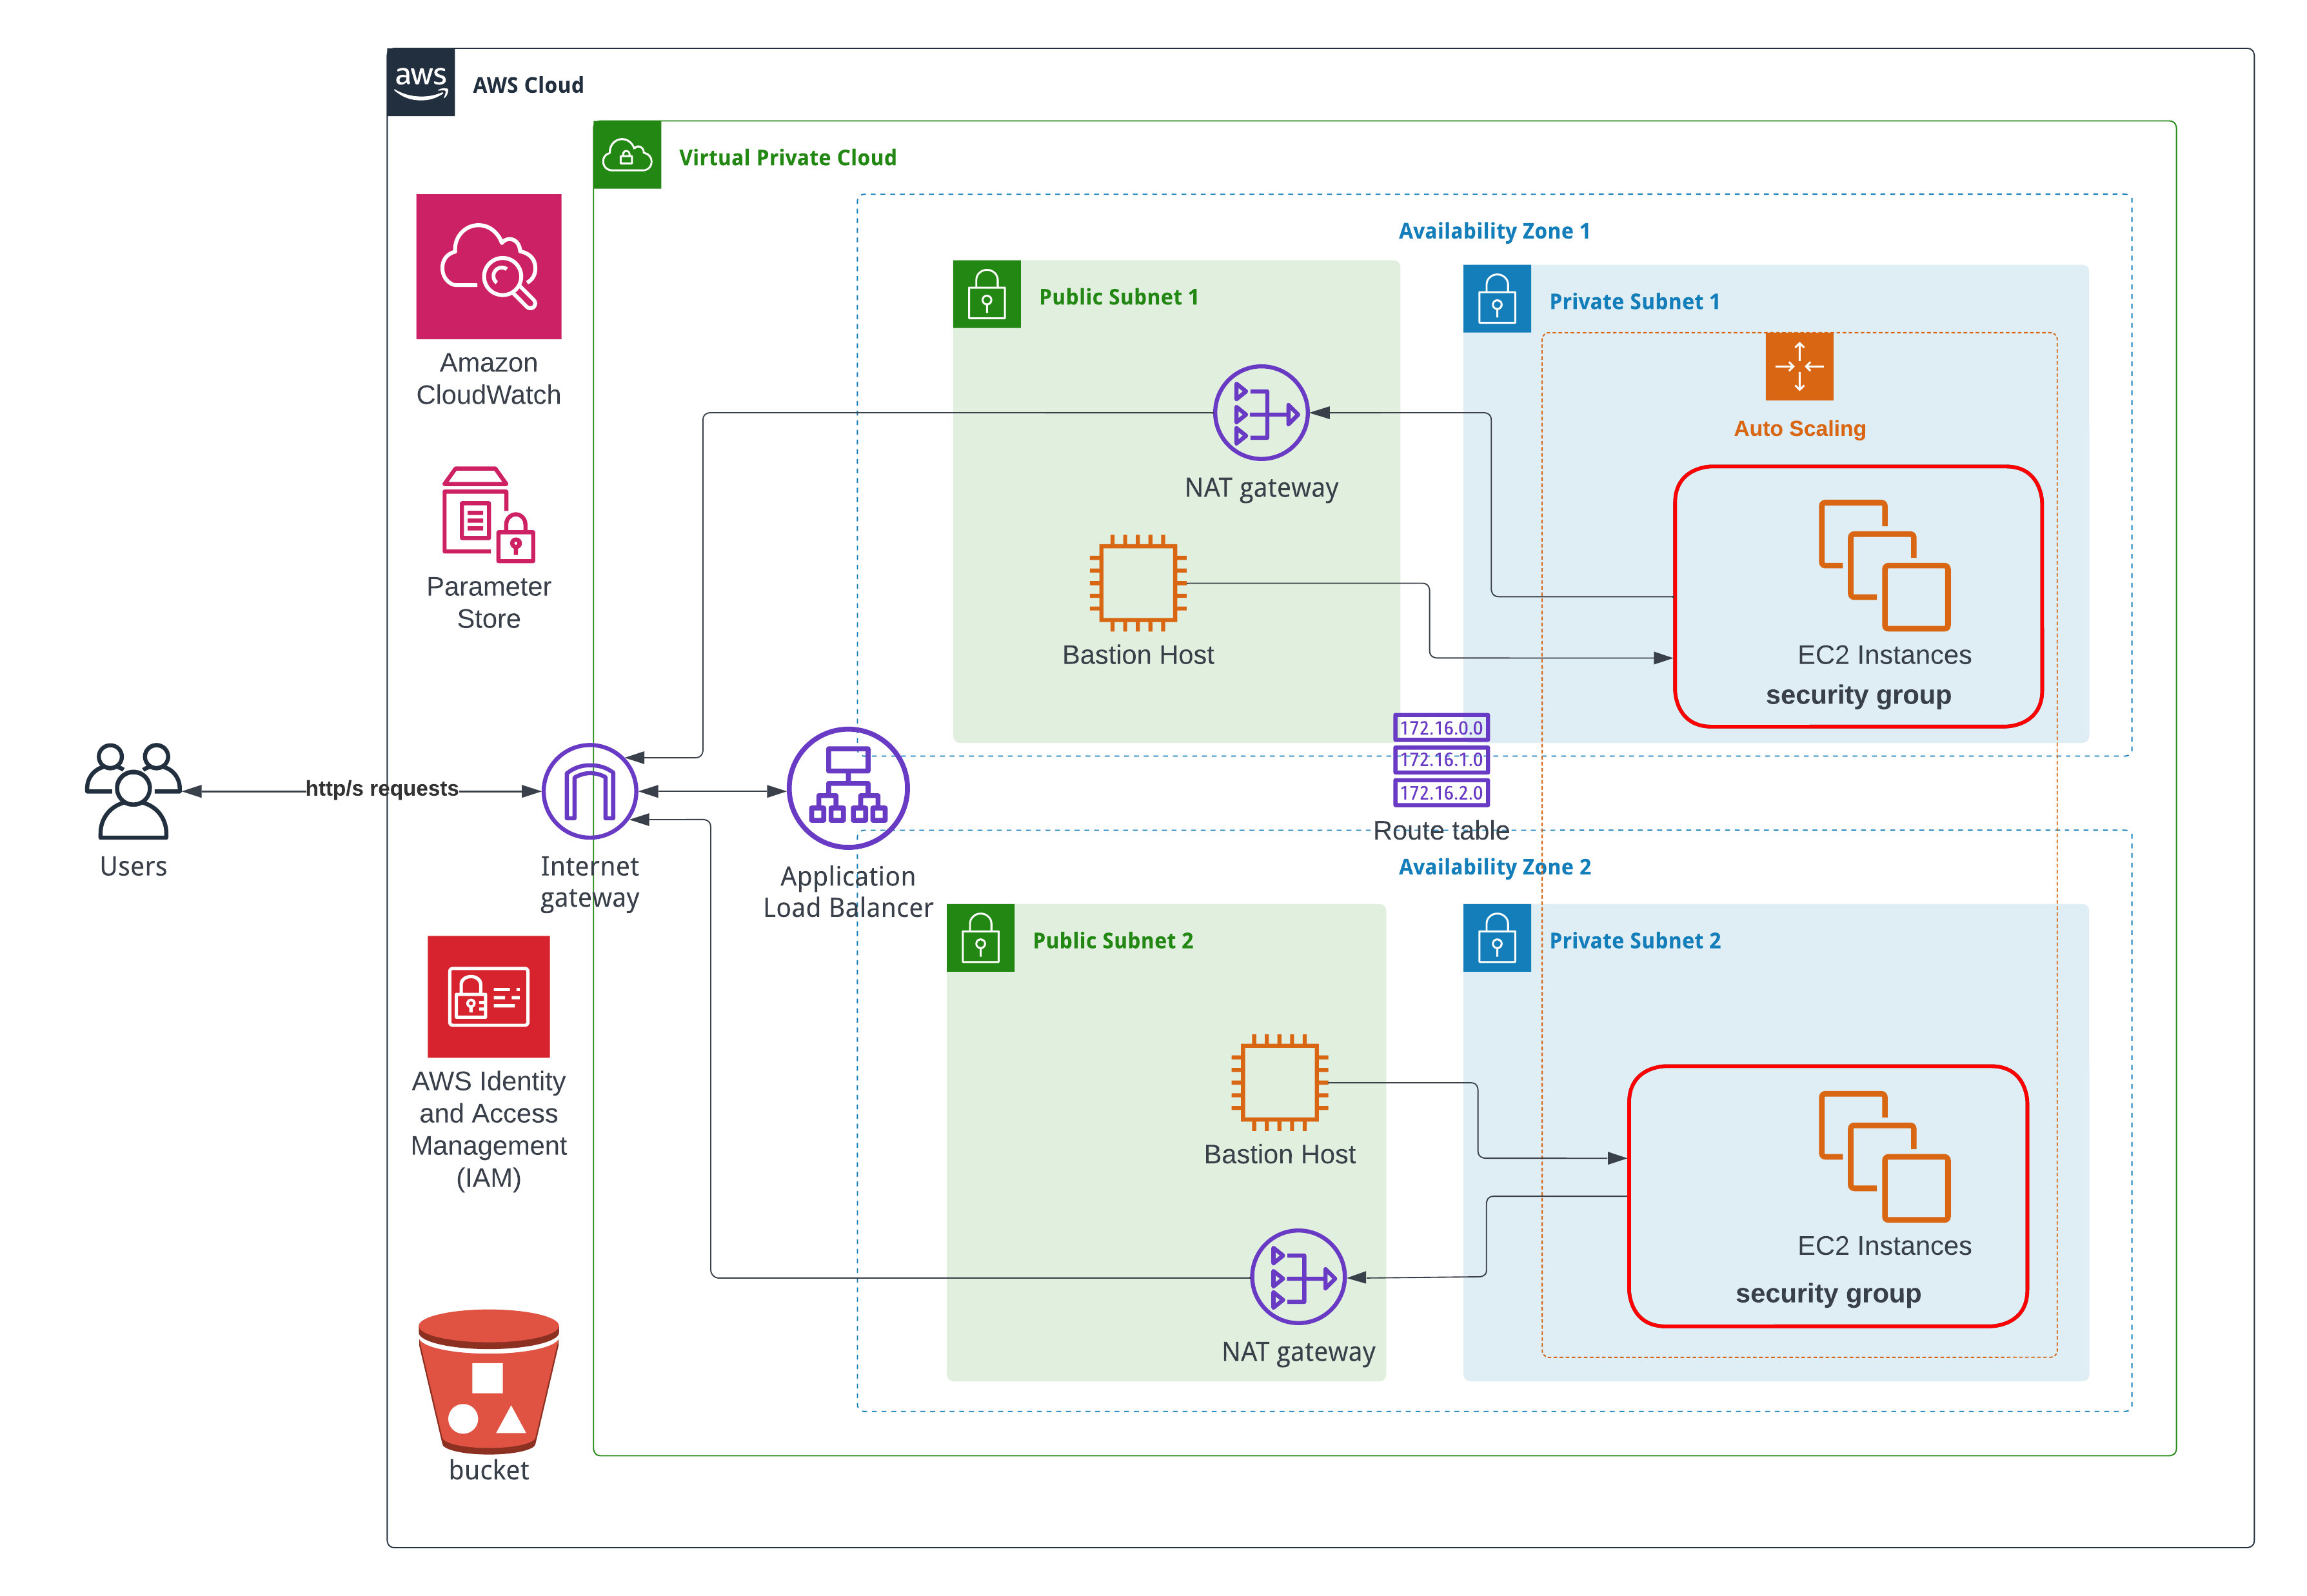 aws
AWS Cloud
Virtual Private Cloud
Amazon
CloudWatch
Parameter
Store
Users
http/s requests
Internet
gateway
Application
Load Balancer
AWS Identity
and Access
Management
(IAM)
bucket
Availability Zone 1
Public Subnet 1
NAT gateway
Bastion Host
Private Subnet 1
Auto Scaling
EC2 Instances
security group
172.16.0.0
172.16.1.0
172.16.2.0
Route table
Availability Zone 2
Public Subnet 2
Bastion Host
NAT gateway
Private Subnet 2
EC2 Instances
security group